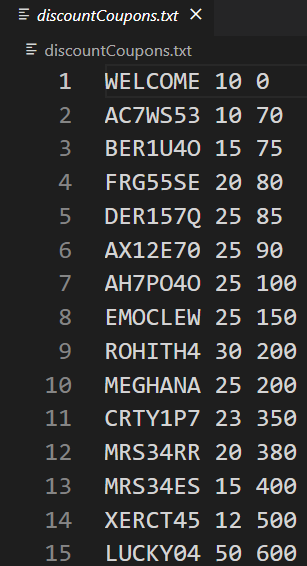 discountCoupons.txt
discountCoupons.txt
1 WELCOME 10 0
2 AC7WS53 10 70
3 BER1U4O 15 75
4 FRG55SE 20 80
5 DER157Q 25 85
6 AX12E70 25 90
7 AH7PO4O 25 100
8 EMOCLEW 25 150
9 ROHITH4 30 200
10 MEGHANA 25 200
11 CRTY1P7 23 350
12 MRS34RR 20 380
13 MRS34ES 15 400
14 XERCT45 12 500
15 LUCKY04 50 600